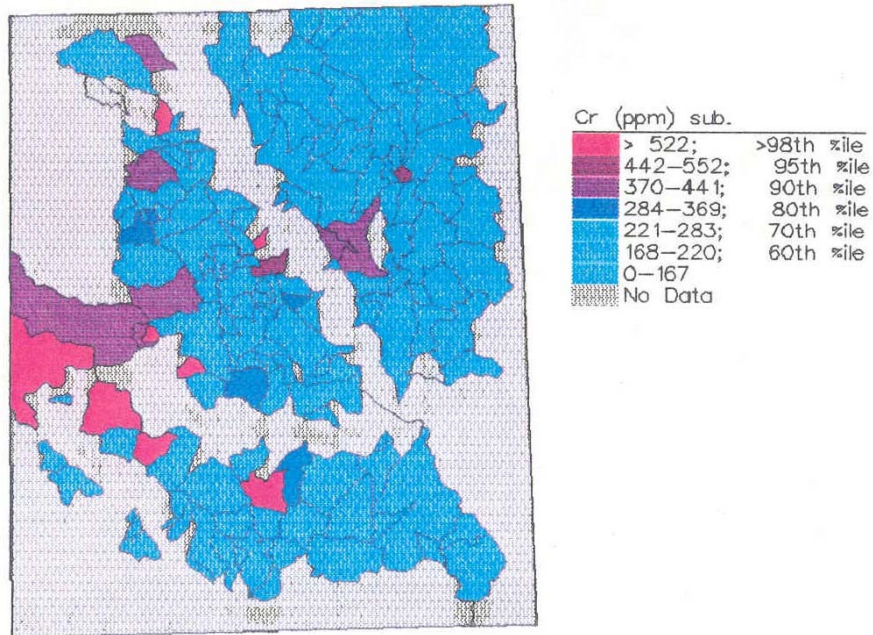 Cr (ppm) sub.
> 522; >98th %ile
442-552; 95th %ile
370-441; 90th %ile
284-369; 80th %ile
221-283; 70th %ile
168-220; 60th %ile
0-167
No Data